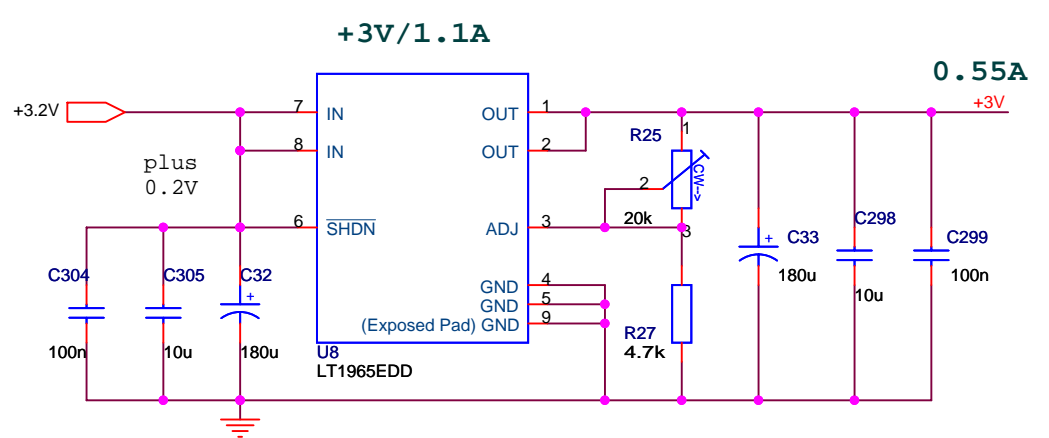 +3V/1.1A
0.55A
+3V
+3.2V
7
IN
OUT
1
8
IN
OUT
2
plus
0.2V
R25
1
2
CW->
20k
3
6
SHDN
ADJ
3
C304
C305
C32
+
100n
10u
180u
GND
4
GND
5
(Exposed Pad) GND
9
U8
LT1965EDD
R27
4.7k
+
C33
180u
C298
10u
C299
100n